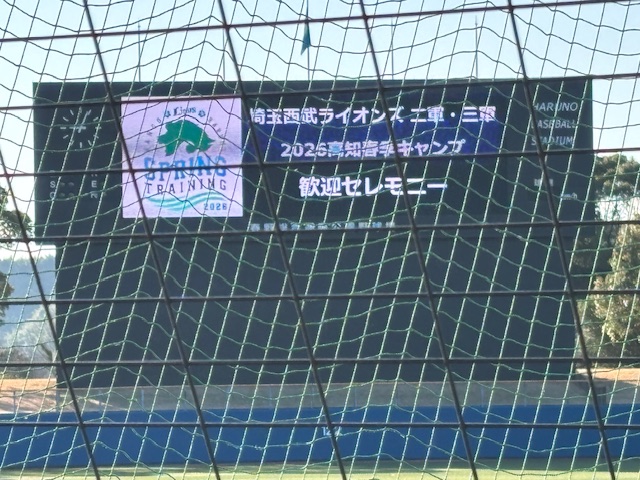 Lions
SPRING
TRAINING
2026
埼玉西武ライオンズ 二軍・三軍
2026高知春季キャンプ
歓迎セレモニー
HARUNO
BASEBALL
STADIUM